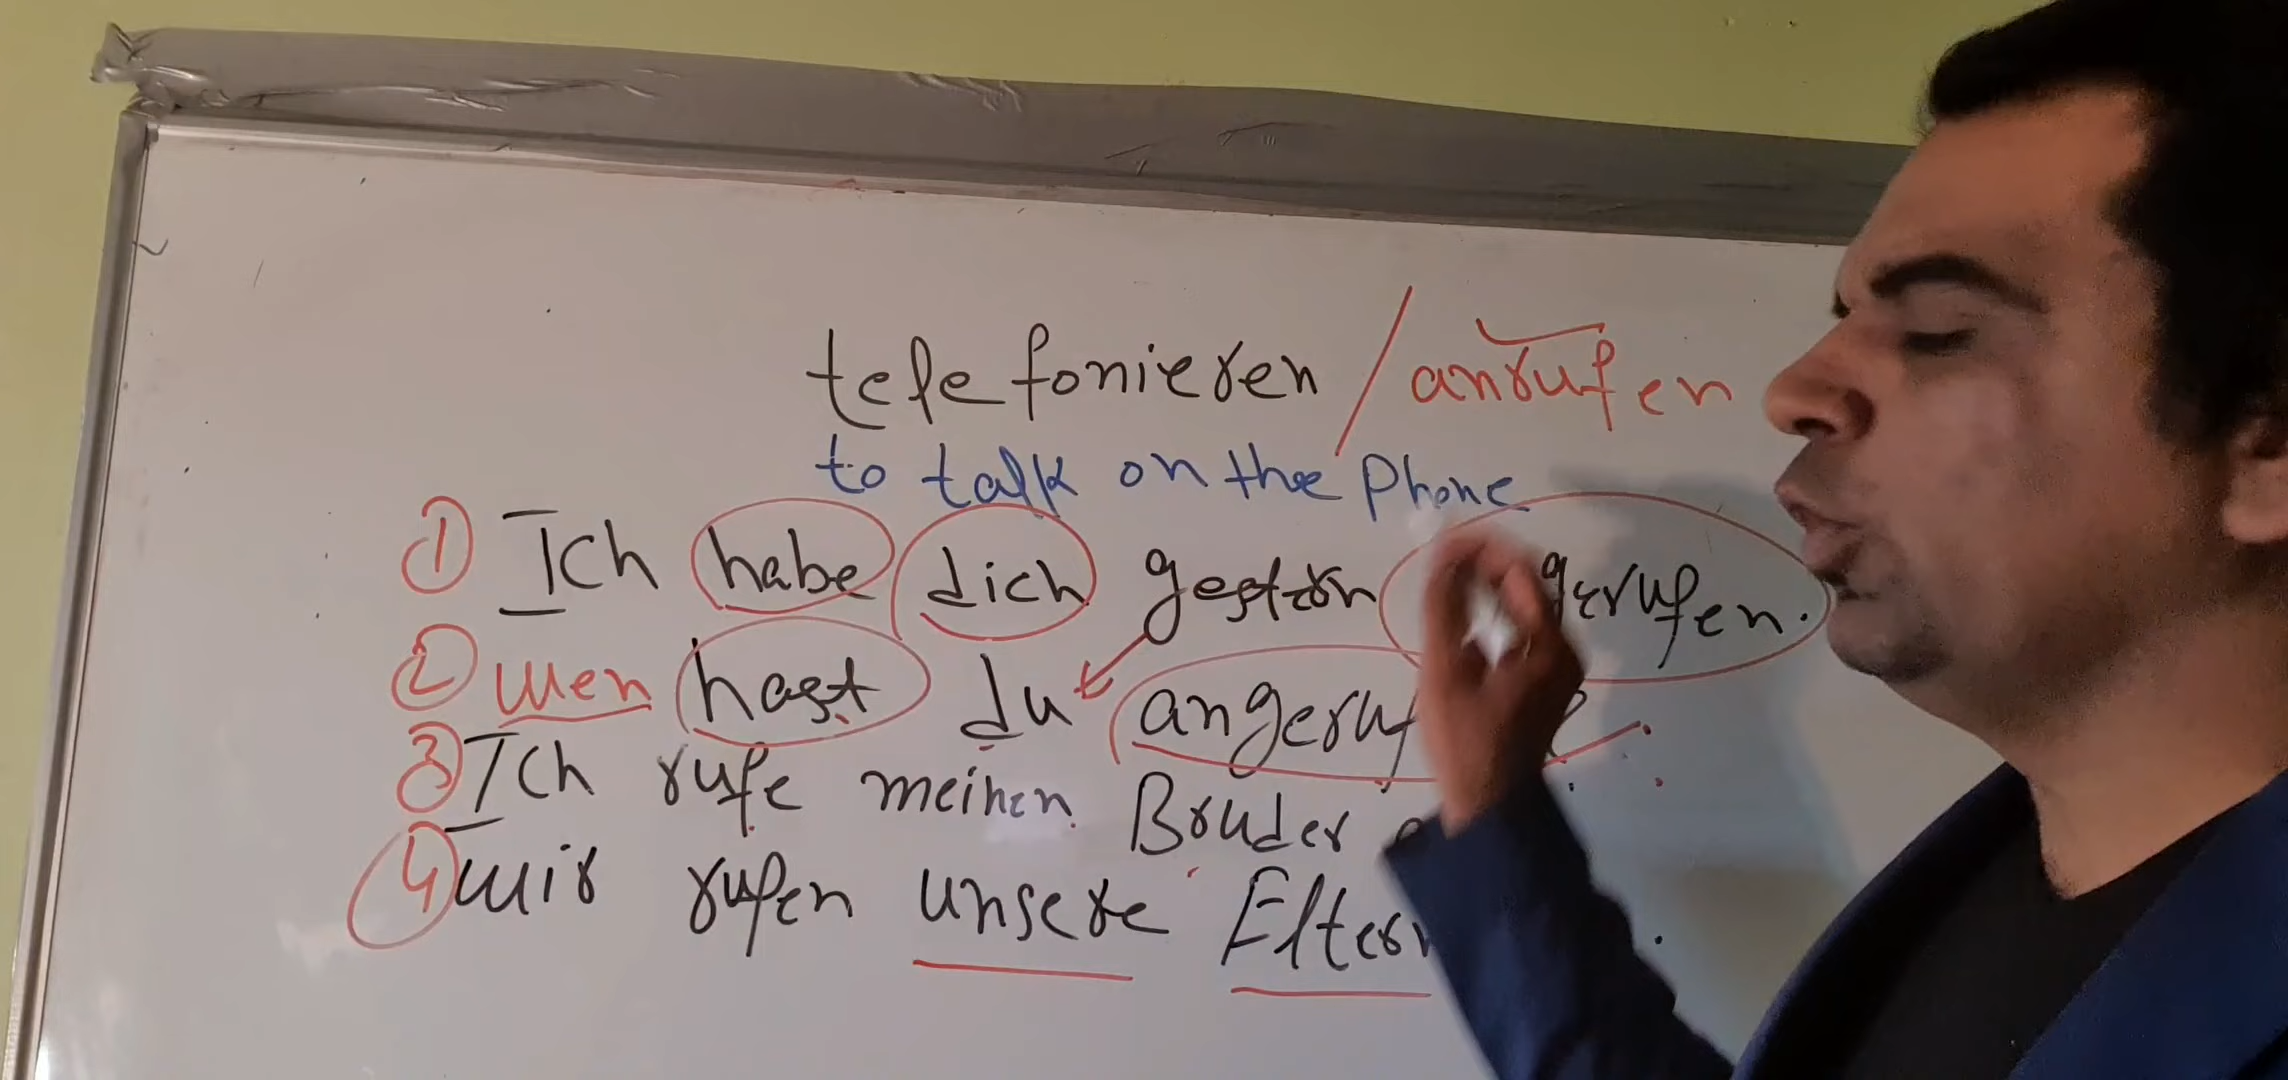 telefonieren / anrufen
to talk on the phone
① Ich habe dich gestern gerufen.
② wen hast du angeruf ?
③ Ich rufe meinen Bruder
④ wir rufen unsere Eltern .